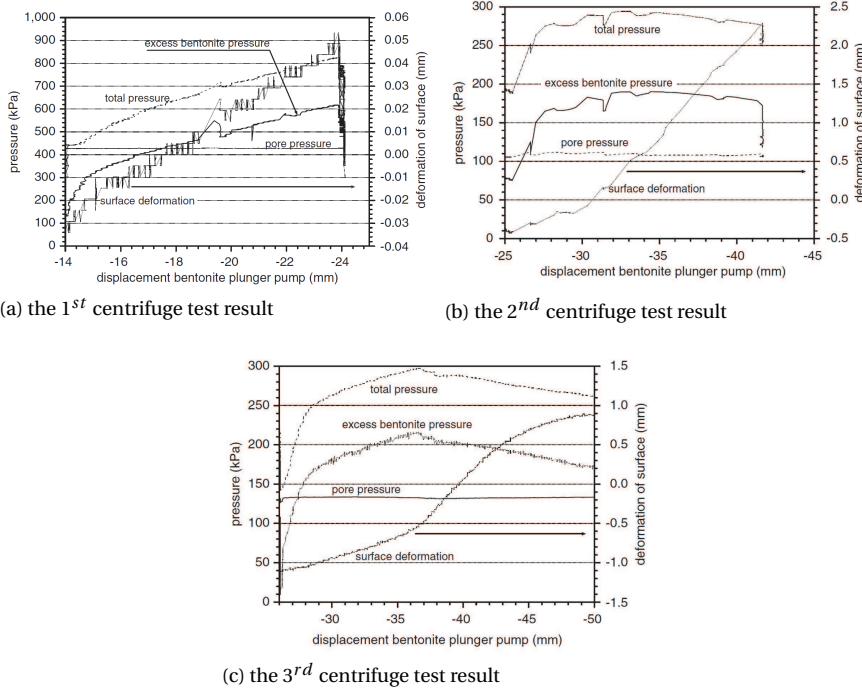 1,000
900
800
700
600
500
400
300
200
100
0
pressure (kPa)
excess bentonite pressure
total pressure
pore pressure
surface deformation
0.06
0.05
0.04
0.03
0.02
0.01
0.00
-0.01
-0.02
-0.03
-0.04
deformation of surface (mm)
-14 -16 -18 -20 -22 -24
displacement bentonite plunger pump (mm)
(a) the 1st centrifuge test result
300
250
200
150
100
50
0
pressure (kPa)
total pressure
excess bentonite pressure
pore pressure
surface deformation
2.5
2.0
1.5
1.0
0.5
0.0
-0.5
deformation of surface (mm)
-25 -30 -35 -40 -45
displacement bentonite plunger pump (mm)
(b) the 2nd centrifuge test result
300
250
200
150
100
50
0
pressure (kPa)
total pressure
excess bentonite pressure
pore pressure
surface deformation
1.5
1.0
0.5
0.0
-0.5
-1.0
-1.5
deformation of surface (mm)
-30 -35 -40 -45 -50
displacement bentonite plunger pump (mm)
(c) the 3rd centrifuge test result